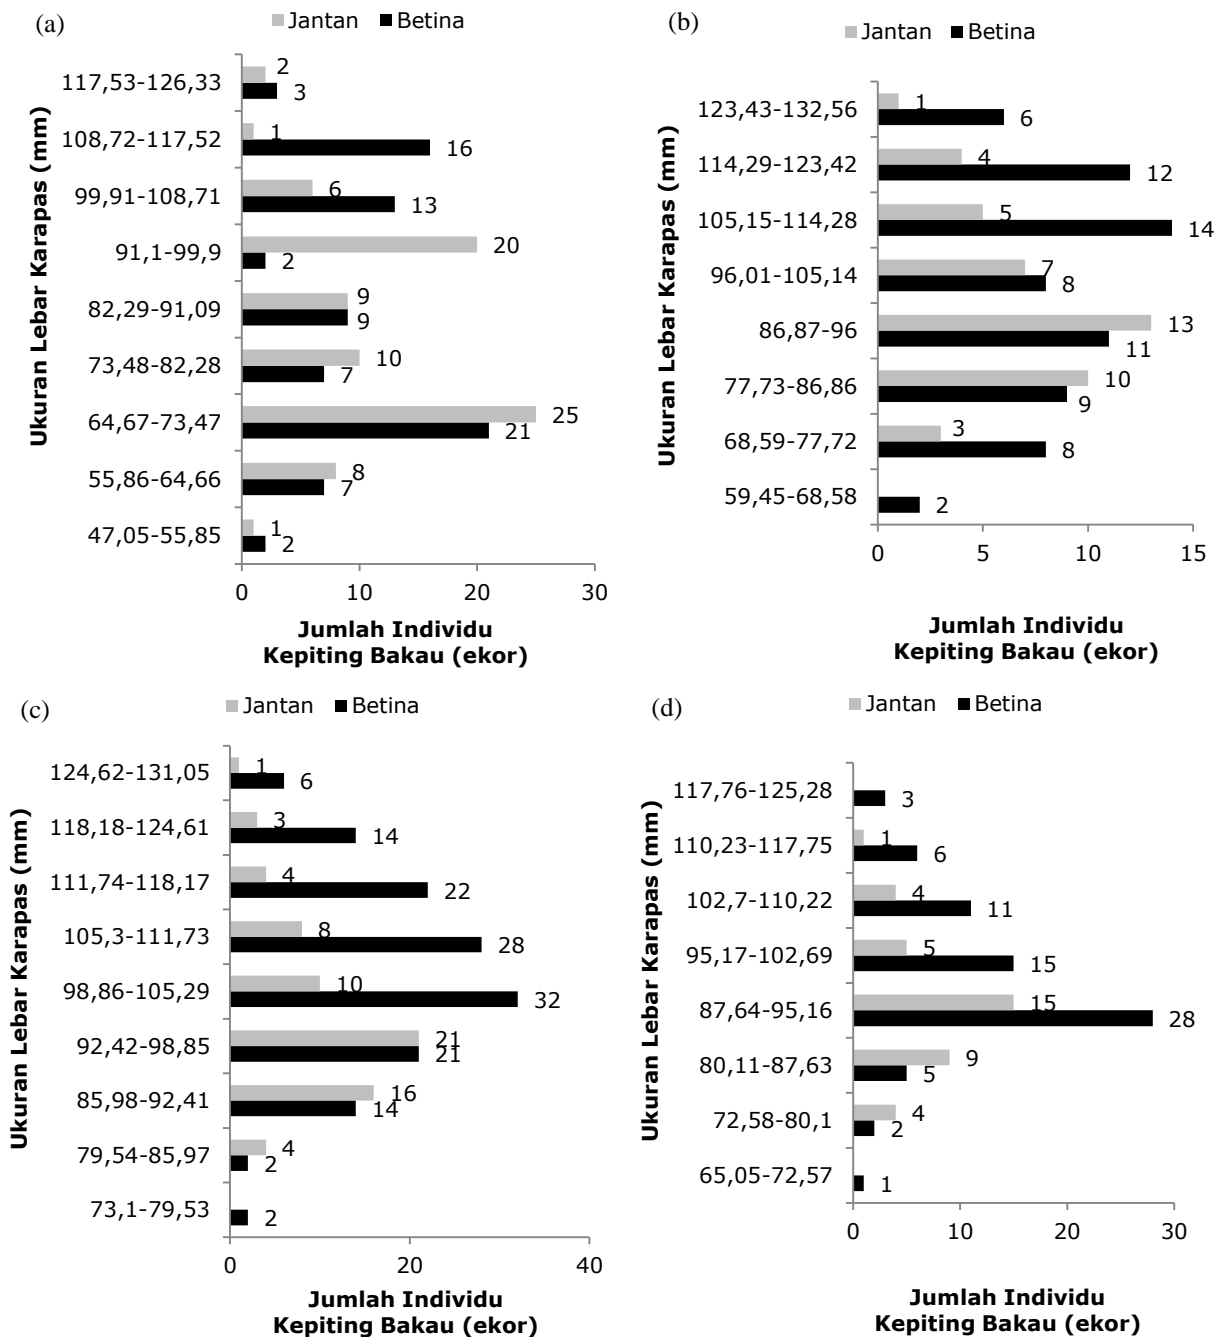 (a)
Jantan Betina
Ukuran Lebar Karapas (mm)
117,53-126,33 2 3
108,72-117,52 1 16
99,91-108,71 6 13
91,1-99,9 20 2
82,29-91,09 9 9
73,48-82,28 10 7
64,67-73,47 25 21
55,86-64,66 8 7
47,05-55,85 1 2
0 10 20 30
Jumlah Individu
Kepiting Bakau (ekor)
(b)
Jantan Betina
Ukuran Lebar Karapas (mm)
123,43-132,56 1 6
114,29-123,42 4 12
105,15-114,28 5 14
96,01-105,14 7 8
86,87-96 13 11
77,73-86,86 10 9
68,59-77,72 3 8
59,45-68,58 2
0 5 10 15
Jumlah Individu
Kepiting Bakau (ekor)
(c)
Jantan Betina
Ukuran Lebar Karapas (mm)
124,62-131,05 1 6
118,18-124,61 3 14
111,74-118,17 4 22
105,3-111,73 8 28
98,86-105,29 10 32
92,42-98,85 21 21
85,98-92,41 16 14
79,54-85,97 4 2
73,1-79,53 2
0 20 40
Jumlah Individu
Kepiting Bakau (ekor)
(d)
Jantan Betina
Ukuran Lebar Karapas (mm)
117,76-125,28 3
110,23-117,75 1 6
102,7-110,22 4 11
95,17-102,69 5 15
87,64-95,16 15 28
80,11-87,63 9 5
72,58-80,1 4 2
65,05-72,57 1
0 10 20 30
Jumlah Individu
Kepiting Bakau (ekor)